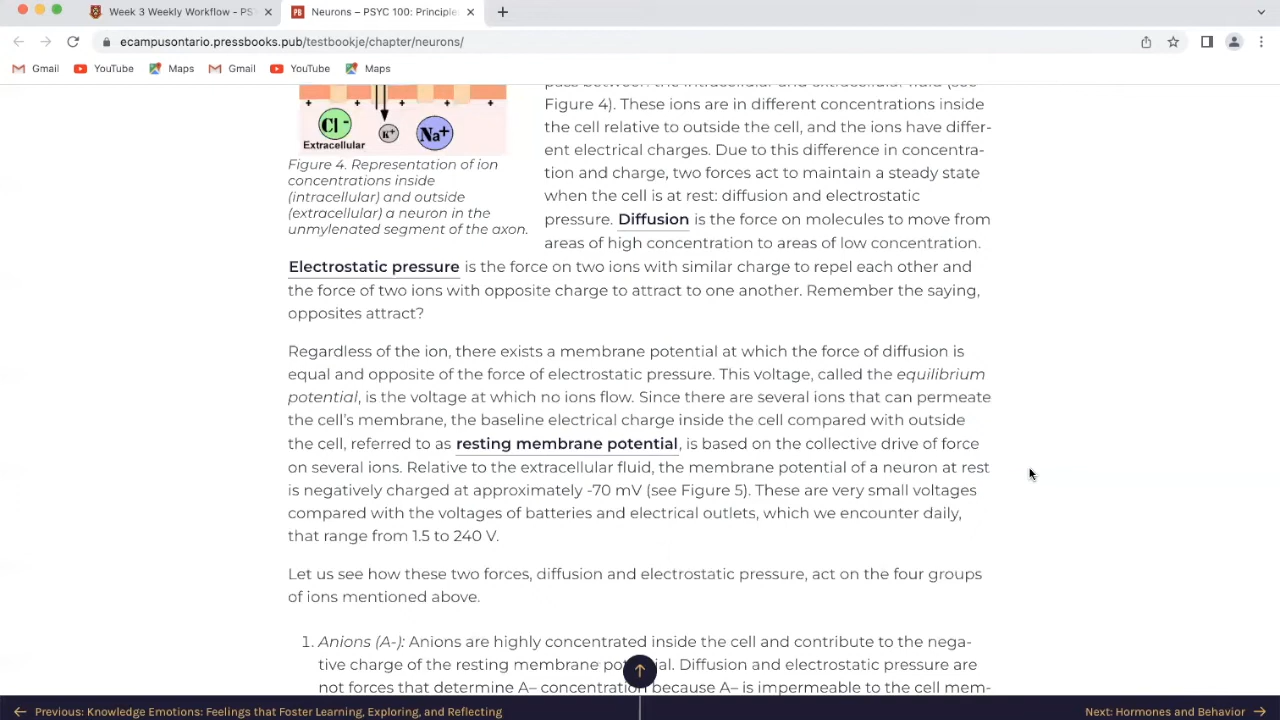 Week 3 Weekly Workflow - PS
Neurons – PSYC 100: Principle
ecampusontario.pressbooks.pub/testbookje/chapter/neurons/
Gmail YouTube Maps Gmail YouTube Maps
pass between the intracellular and extracellular fluid (see
Figure 4). These ions are in different concentrations inside
the cell relative to outside the cell, and the ions have differ-
ent electrical charges. Due to this difference in concentra-
tion and charge, two forces act to maintain a steady state
when the cell is at rest: diffusion and electrostatic
pressure. Diffusion is the force on molecules to move from
areas of high concentration to areas of low concentration.
+ + + + +
Cl - K+ Na+
Extracellular
Figure 4. Representation of ion
concentrations inside
(intracellular) and outside
(extracellular) a neuron in the
unmylenated segment of the axon.
Electrostatic pressure is the force on two ions with similar charge to repel each other and
the force of two ions with opposite charge to attract to one another. Remember the saying,
opposites attract?
Regardless of the ion, there exists a membrane potential at which the force of diffusion is
equal and opposite of the force of electrostatic pressure. This voltage, called the equilibrium
potential, is the voltage at which no ions flow. Since there are several ions that can permeate
the cell's membrane, the baseline electrical charge inside the cell compared with outside
the cell, referred to as resting membrane potential, is based on the collective drive of force
on several ions. Relative to the extracellular fluid, the membrane potential of a neuron at rest
is negatively charged at approximately -70 mV (see Figure 5). These are very small voltages
compared with the voltages of batteries and electrical outlets, which we encounter daily,
that range from 1.5 to 240 V.
Let us see how these two forces, diffusion and electrostatic pressure, act on the four groups
of ions mentioned above.
1. Anions (A-): Anions are highly concentrated inside the cell and contribute to the nega-
tive charge of the resting membrane potential. Diffusion and electrostatic pressure are
not forces that determine A– concentration because A– is impermeable to the cell mem-
← Previous: Knowledge Emotions: Feelings that Foster Learning, Exploring, and Reflecting
Next: Hormones and Behavior →